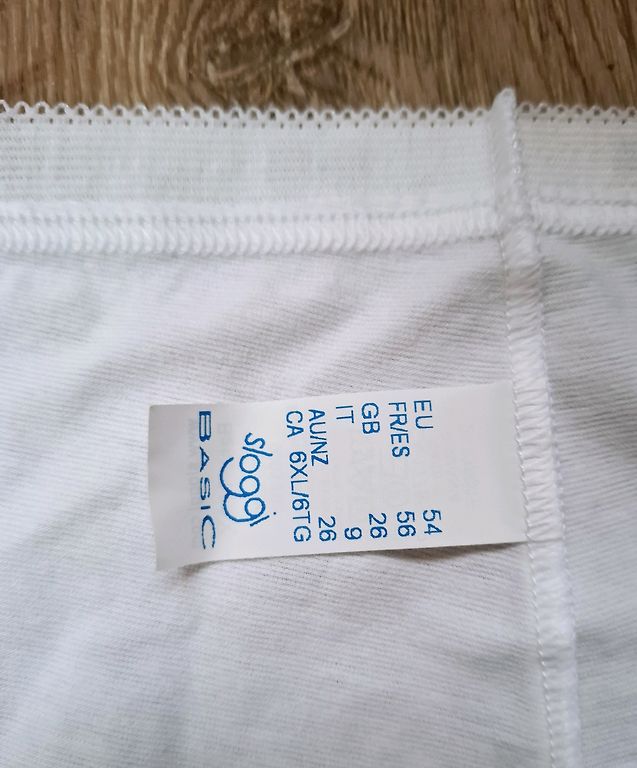 EU 54
FR/ES 56
GB 26
IT 9
AU/NZ 26
CA 6XL/6TG
sloggi
BASIC